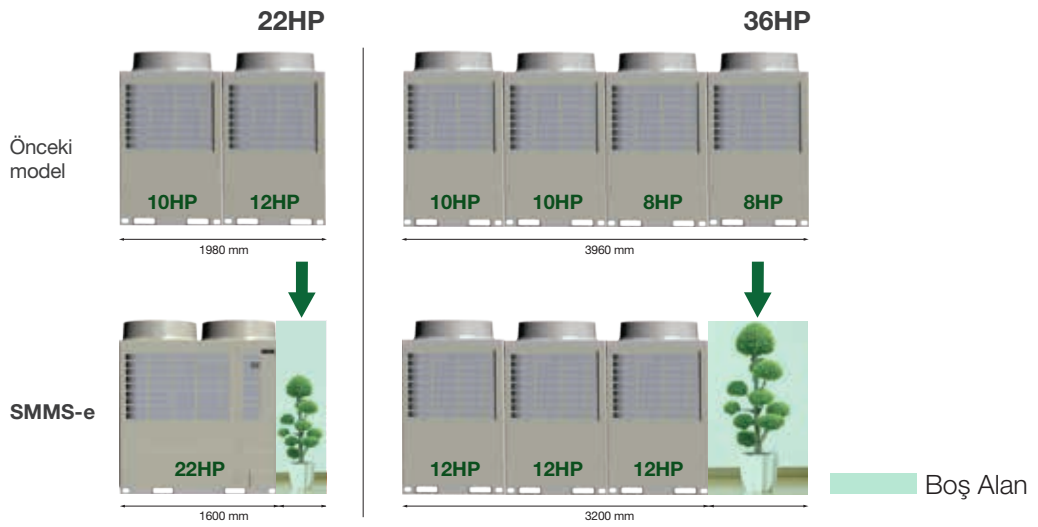 22HP
36HP
Önceki
model
10HP 12HP
10HP 10HP 8HP 8HP
1980 mm
3960 mm
SMMS-e
22HP
12HP 12HP 12HP
Boş Alan
1600 mm
3200 mm